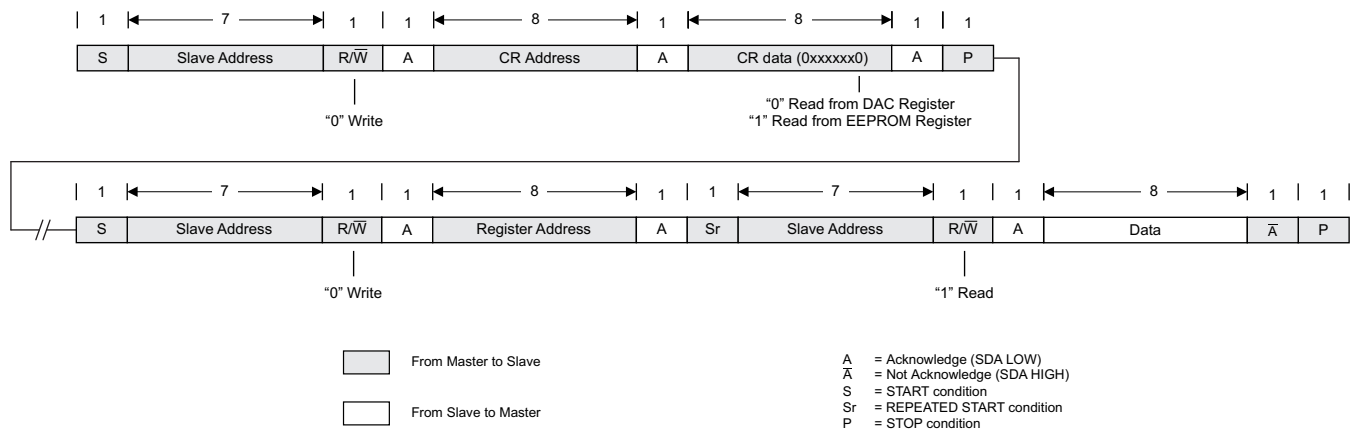 1 7 1 1 8 1 8 1 1
S Slave Address R/W̅ A CR Address A CR data (0xxxxxx0) A P
“0” Write
“0” Read from DAC Register
“1” Read from EEPROM Register
1 7 1 1 8 1 1 7 1 1 8 1 1
S Slave Address R/W̅ A Register Address A Sr Slave Address R/W̅ A Data A̅ P
“0” Write
“1” Read
From Master to Slave
From Slave to Master
A = Acknowledge (SDA LOW)
A̅ = Not Acknowledge (SDA HIGH)
S = START condition
Sr = REPEATED START condition
P = STOP condition